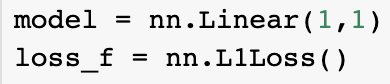 model = nn.Linear(1,1)
loss_f = nn.L1Loss()